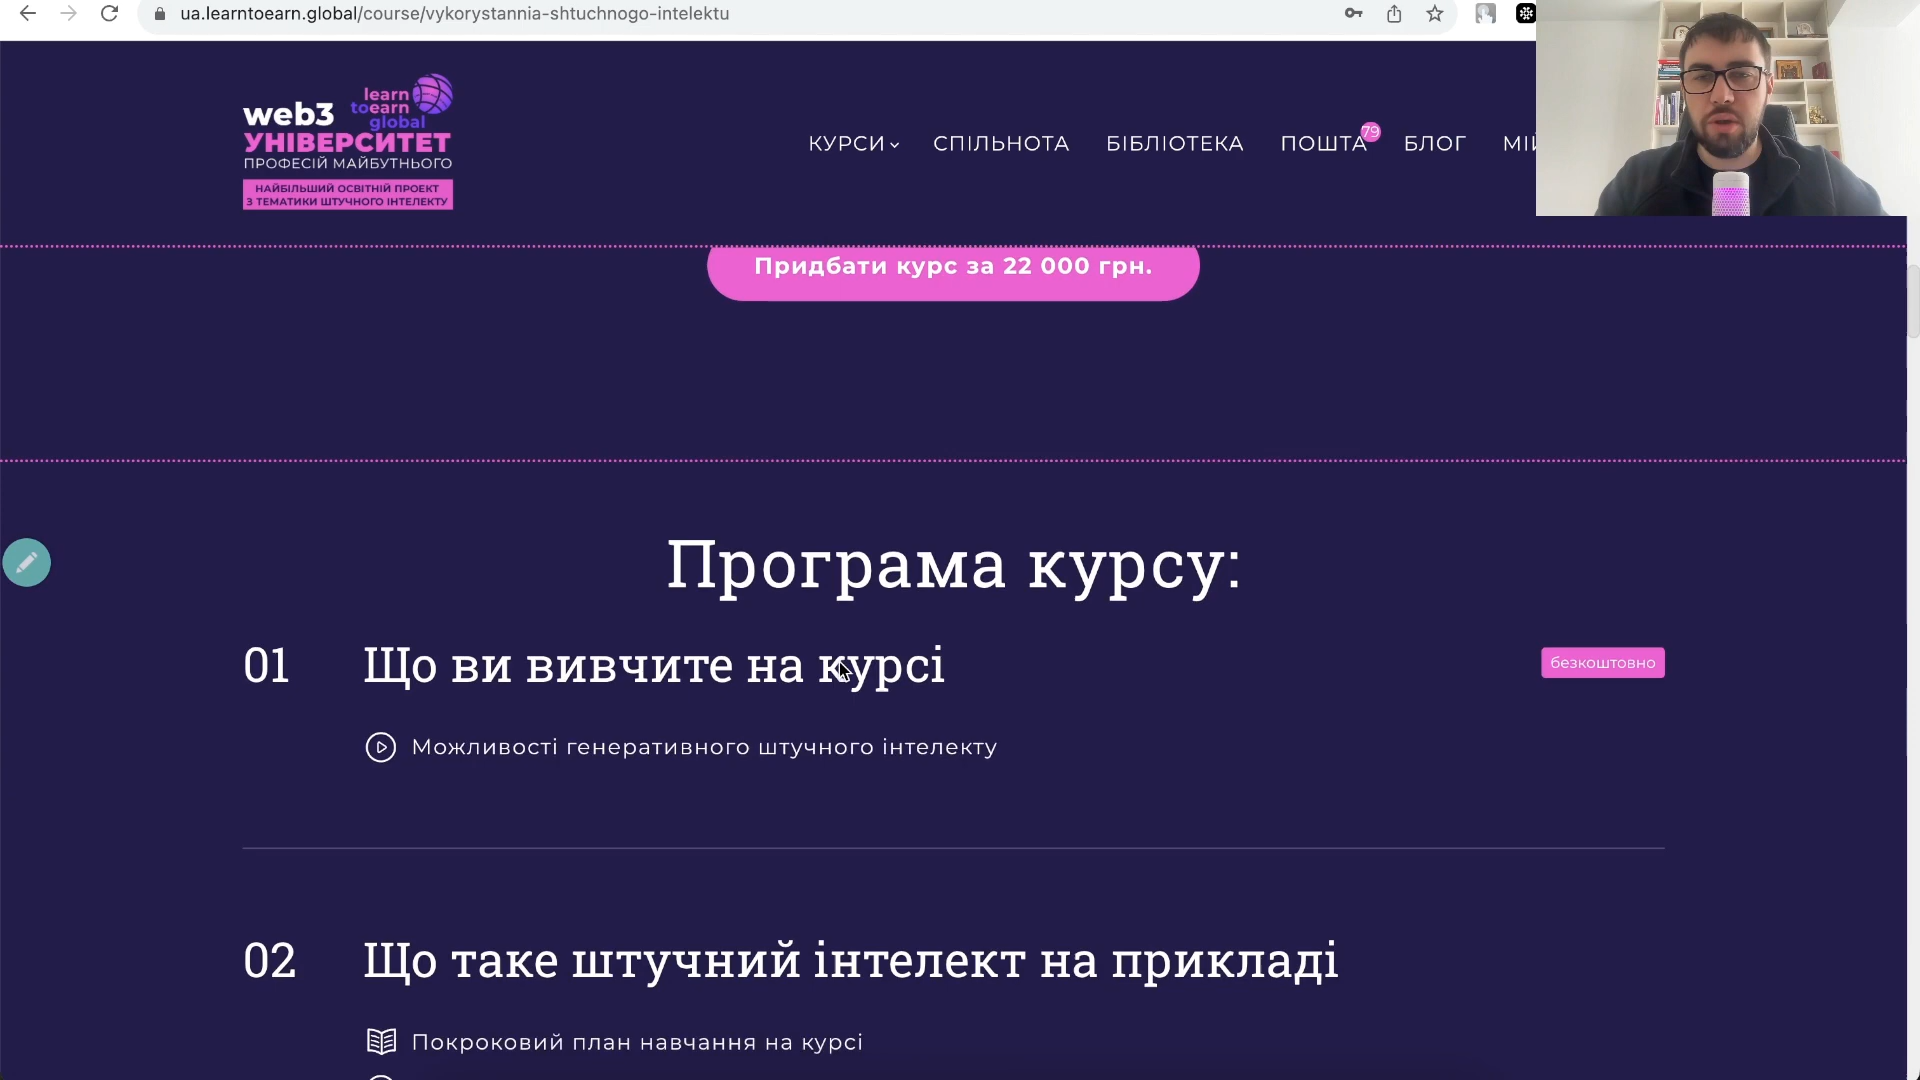 ua.learntoearn.global/course/vykorystannia-shtuchnogo-intelektu
learn
toearn
global
web3
УНІВЕРСИТЕТ
ПРОФЕСІЙ МАЙБУТНЬОГО
НАЙБІЛЬШИЙ ОСВІТНІЙ ПРОЕКТ
З ТЕМАТИКИ ШТУЧНОГО ІНТЕЛЕКТУ
КУРСИ СПІЛЬНОТА БІБЛІОТЕКА ПОШТА 79 БЛОГ МІЙ
Придбати курс за 22 000 грн.
Програма курсу:
01 Що ви вивчите на курсі безкоштовно
Можливості генеративного штучного інтелекту
02 Що таке штучний інтелект на прикладі
Покроковий план навчання на курсі